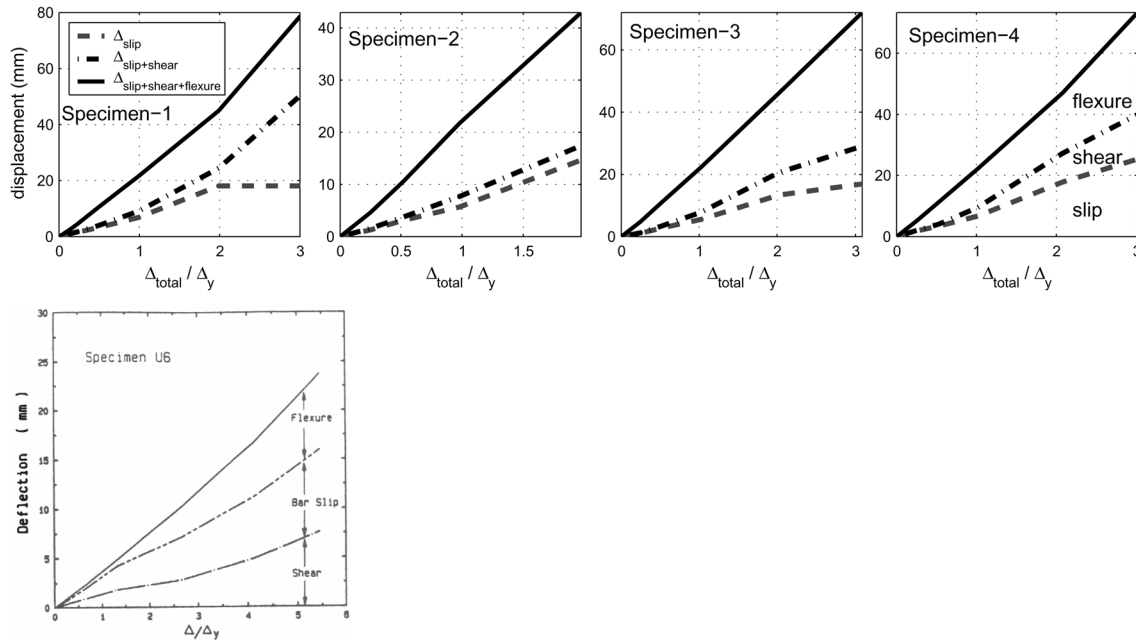 80
60
40
20
0
displacement (mm)
Δslip
Δslip+shear
Δslip+shear+flexure
Specimen−1
0 1 2 3
Δtotal / Δy
40
30
20
10
0
Specimen−2
0 0.5 1 1.5
Δtotal / Δy
60
40
20
0
Specimen−3
0 1 2 3
Δtotal / Δy
60
40
20
0
Specimen−4
flexure
shear
slip
0 1 2 3
Δtotal / Δy
30
25
20
15
10
5
0
Deflection ( mm )
Specimen U6
Flexure
Bar Slip
Shear
0 1 2 3 4 5 6
Δ/Δy